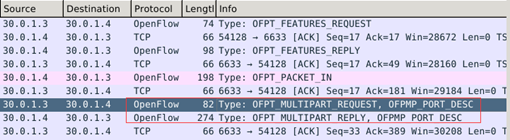 Source Destination Protocol Lengtl Info
30.0.1.3 30.0.1.4 OpenFlow 74 Type: OFPT_FEATURES_REQUEST
30.0.1.4 30.0.1.3 TCP 66 54128 → 6633 [ACK] Seq=17 Ack=17 Win=28672 Len=0 TS
30.0.1.4 30.0.1.3 OpenFlow 98 Type: OFPT_FEATURES_REPLY
30.0.1.3 30.0.1.4 TCP 66 6633 → 54128 [ACK] Seq=17 Ack=49 Win=28160 Len=0 TS
30.0.1.4 30.0.1.3 OpenFlow 198 Type: OFPT_PACKET_IN
30.0.1.3 30.0.1.4 TCP 66 6633 → 54128 [ACK] Seq=17 Ack=181 Win=29184 Len=0 T
30.0.1.3 30.0.1.4 OpenFlow 82 Type: OFPT_MULTIPART_REQUEST, OFPMP_PORT_DESC
30.0.1.4 30.0.1.3 OpenFlow 274 Type: OFPT_MULTIPART_REPLY, OFPMP_PORT_DESC
30.0.1.3 30.0.1.4 TCP 66 6633 → 54128 [ACK] Seq=33 Ack=389 Win=30208 Len=0 T